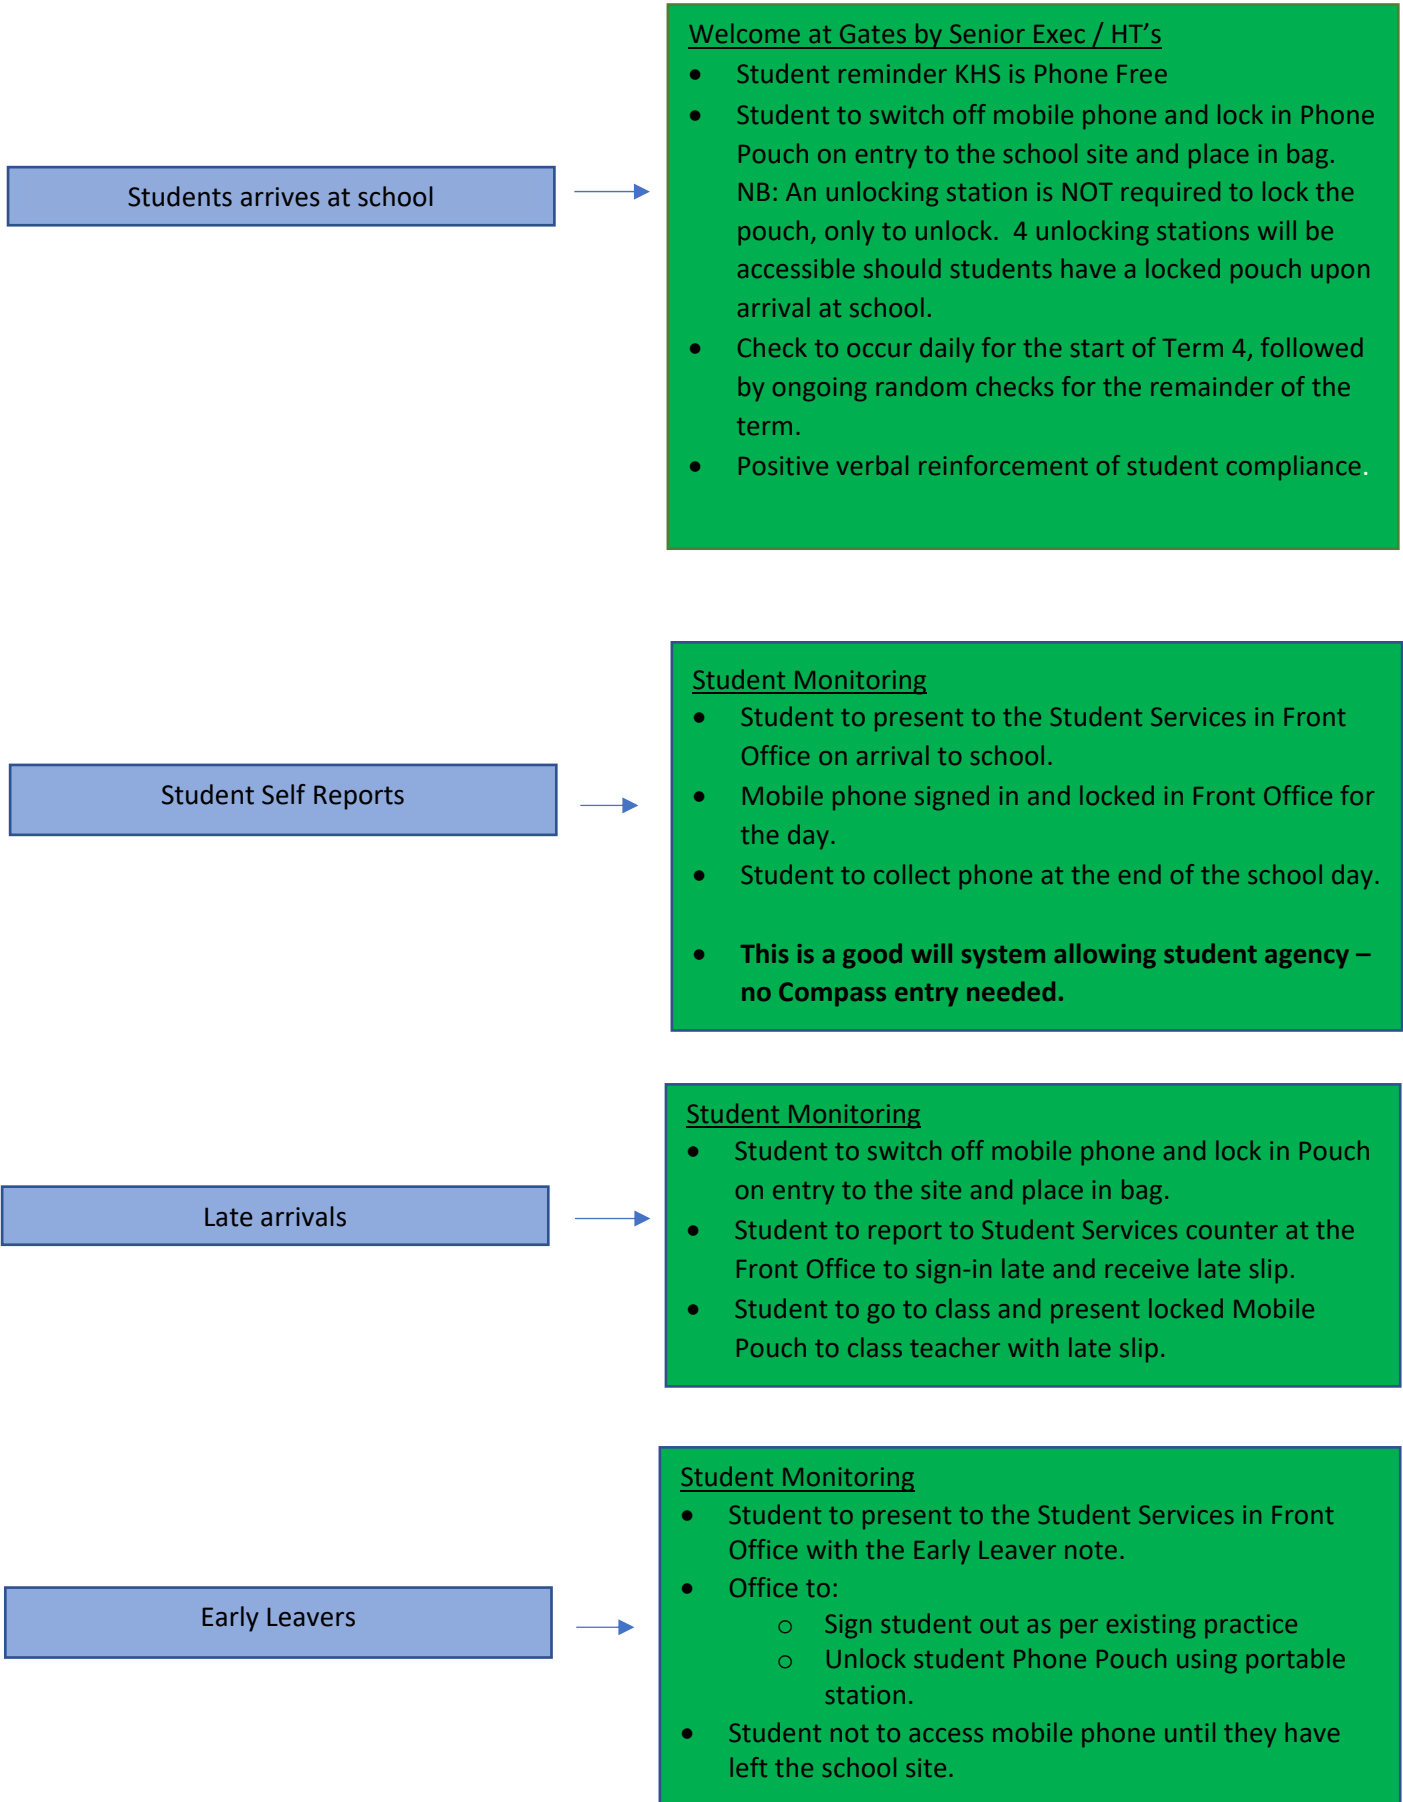 Students arrives at school
Welcome at Gates by Senior Exec / HT’s
• Student reminder KHS is Phone Free
• Student to switch off mobile phone and lock in Phone
Pouch on entry to the school site and place in bag.
NB: An unlocking station is NOT required to lock the
pouch, only to unlock.  4 unlocking stations will be
accessible should students have a locked pouch upon
arrival at school.
• Check to occur daily for the start of Term 4, followed
by ongoing random checks for the remainder of the
term.
• Positive verbal reinforcement of student compliance.
Student Self Reports
Student Monitoring
• Student to present to the Student Services in Front
Office on arrival to school.
• Mobile phone signed in and locked in Front Office for
the day.
• Student to collect phone at the end of the school day.
• This is a good will system allowing student agency –
no Compass entry needed.
Late arrivals
Student Monitoring
• Student to switch off mobile phone and lock in Pouch
on entry to the site and place in bag.
• Student to report to Student Services counter at the
Front Office to sign-in late and receive late slip.
• Student to go to class and present locked Mobile
Pouch to class teacher with late slip.
Early Leavers
Student Monitoring
• Student to present to the Student Services in Front
Office with the Early Leaver note.
• Office to:
o Sign student out as per existing practice
o Unlock student Phone Pouch using portable
station.
• Student not to access mobile phone until they have
left the school site.